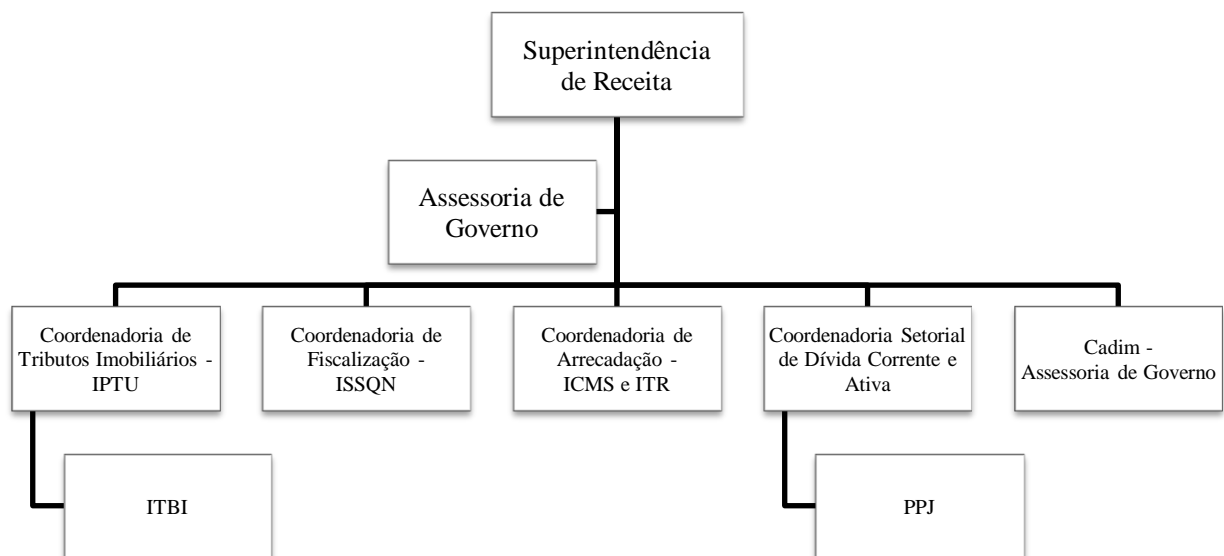 Superintendência
de Receita
Assessoria de
Governo
Coordenadoria de
Tributos Imobiliários -
IPTU
Coordenadoria de
Fiscalização -
ISSQN
Coordenadoria de
Arrecadação -
ICMS e ITR
Coordenadoria Setorial
de Dívida Corrente e
Ativa
Cadim -
Assessoria de Governo
ITBI
PPJ